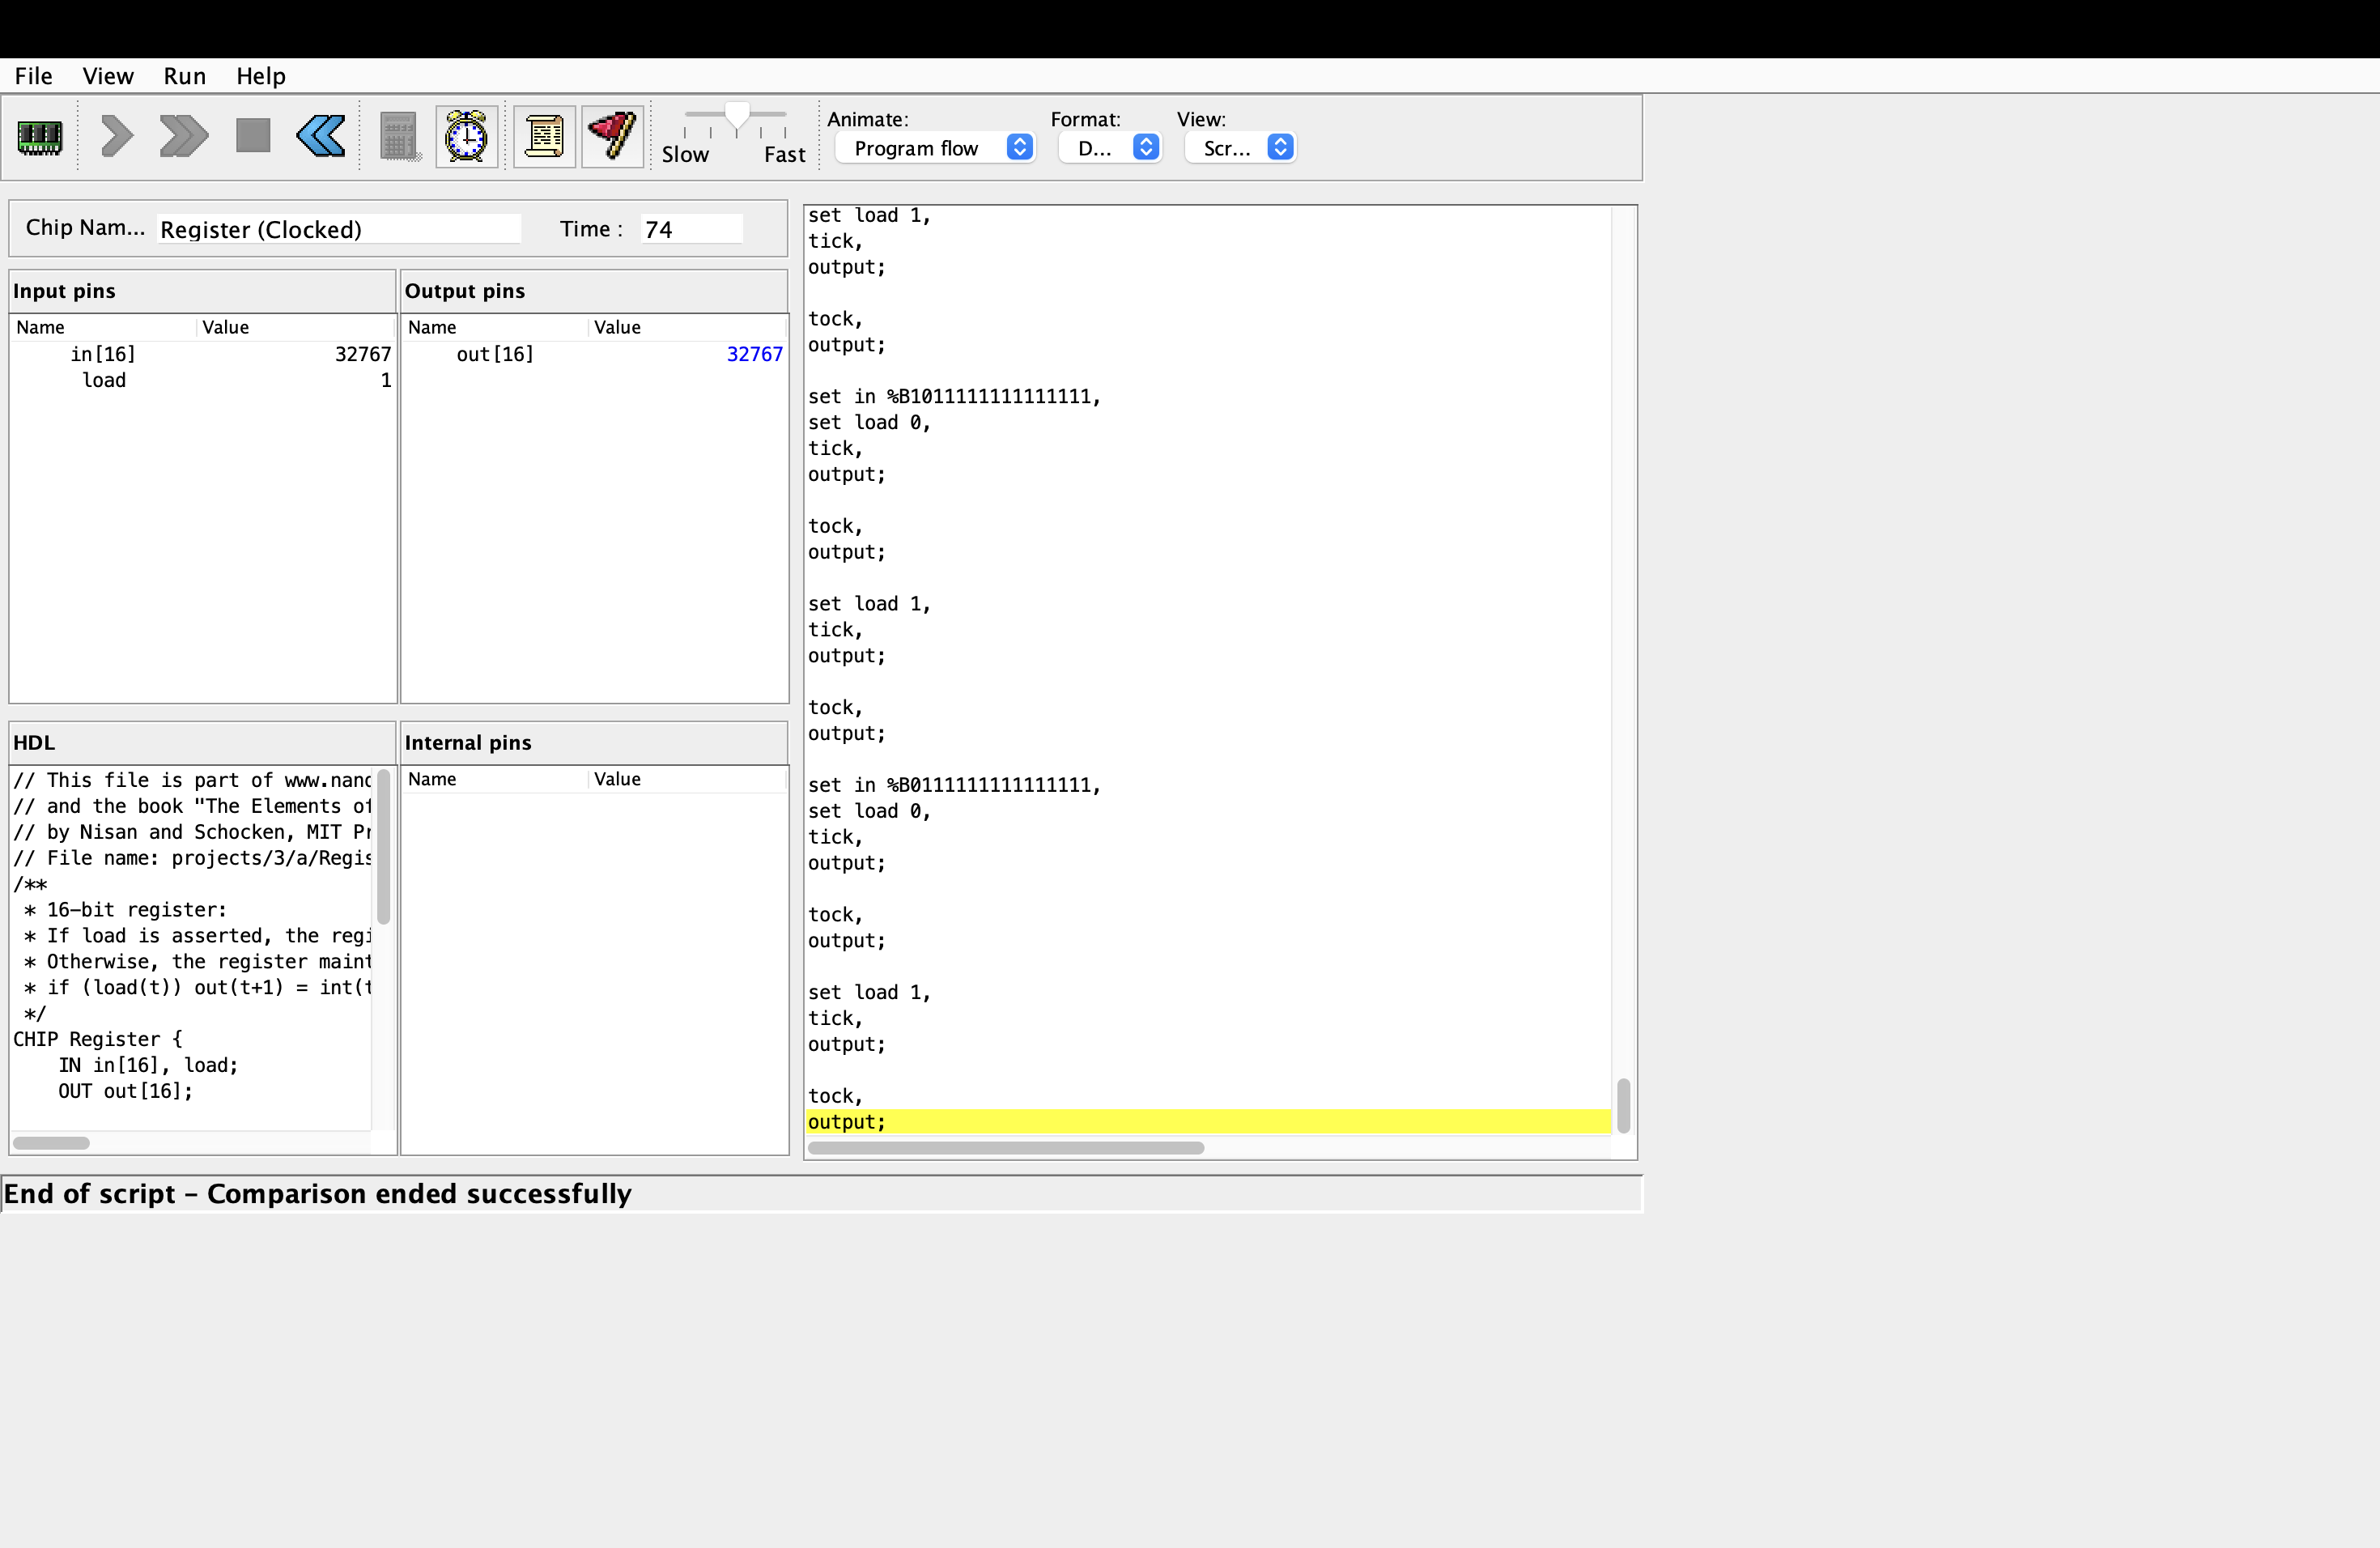 File View Run Help
Slow Fast
Animate: Format: View:
Program flow D... Scr...
Chip Nam... Register (Clocked) Time : 74
Input pins
Name Value
in[16] 32767
load 1
Output pins
Name Value
out[16] 32767
HDL
// This file is part of www.nand
// and the book "The Elements of
// by Nisan and Schocken, MIT Pr
// File name: projects/3/a/Regis
/**
* 16-bit register:
* If load is asserted, the regi
* Otherwise, the register maint
* if (load(t)) out(t+1) = int(t
*/
CHIP Register {
IN in[16], load;
OUT out[16];
Internal pins
Name Value
set load 1,
tick,
output;
tock,
output;
set in %B1011111111111111,
set load 0,
tick,
output;
tock,
output;
set load 1,
tick,
output;
tock,
output;
set in %B0111111111111111,
set load 0,
tick,
output;
tock,
output;
set load 1,
tick,
output;
tock,
output;
End of script – Comparison ended successfully